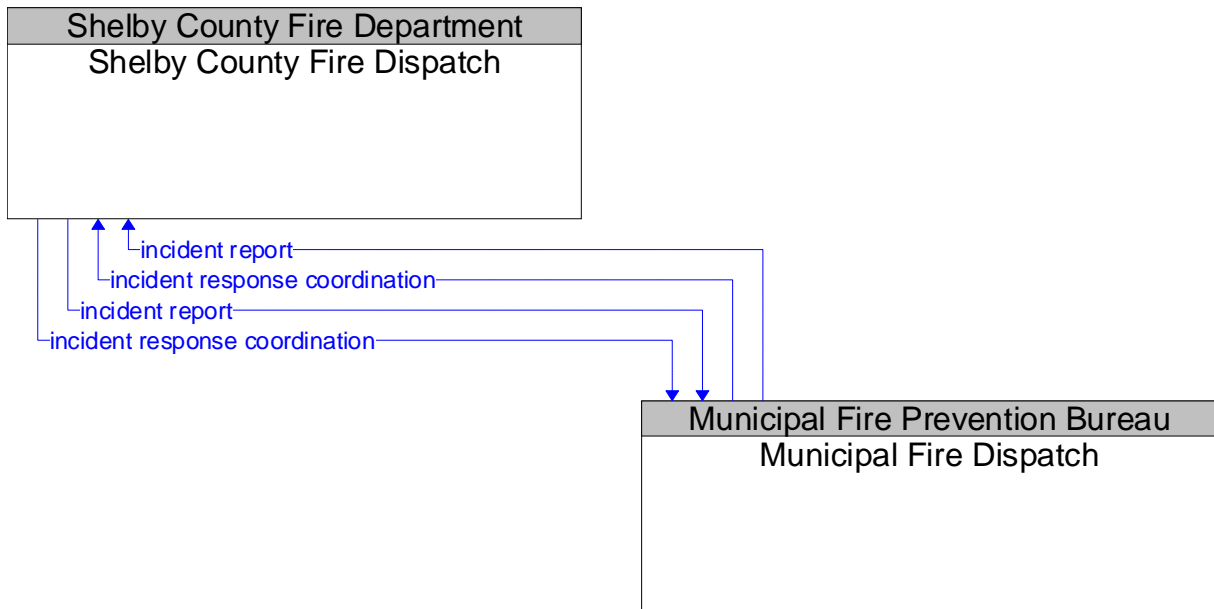 Shelby County Fire Department
Shelby County Fire Dispatch
incident report
incident response coordination
incident report
incident response coordination
Municipal Fire Prevention Bureau
Municipal Fire Dispatch